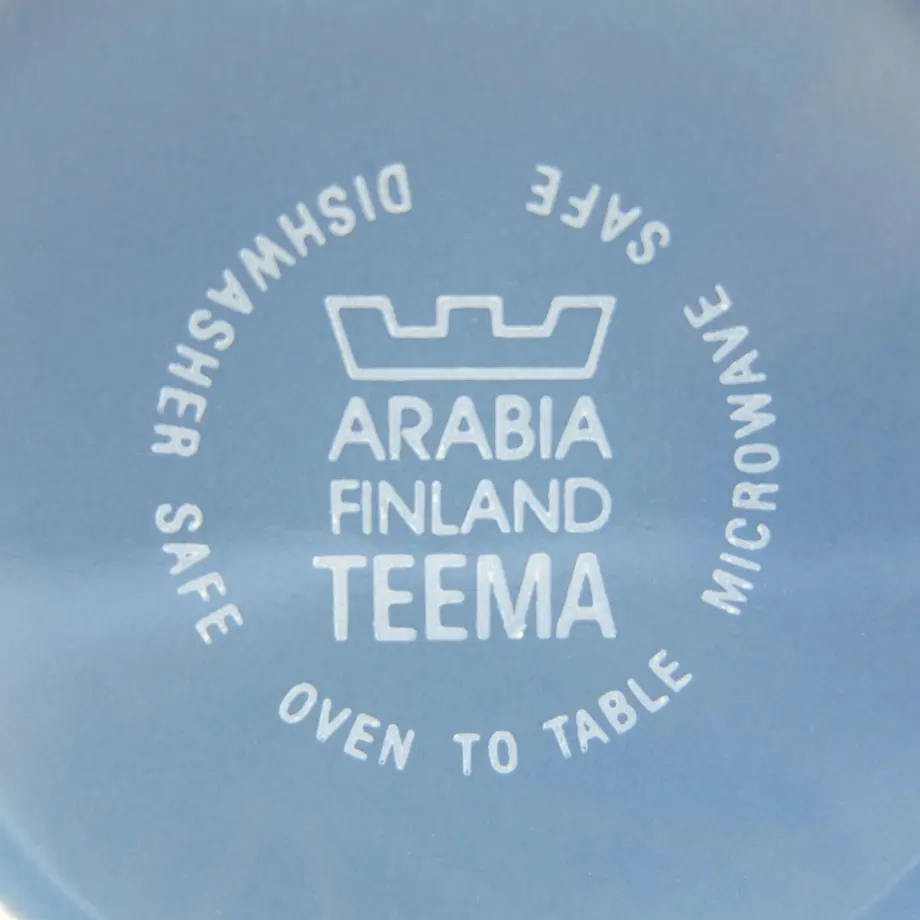 ARABIA
FINLAND
TEEMA
DISHWASHER SAFE
OVEN TO TABLE
MICROWAVE SAFE